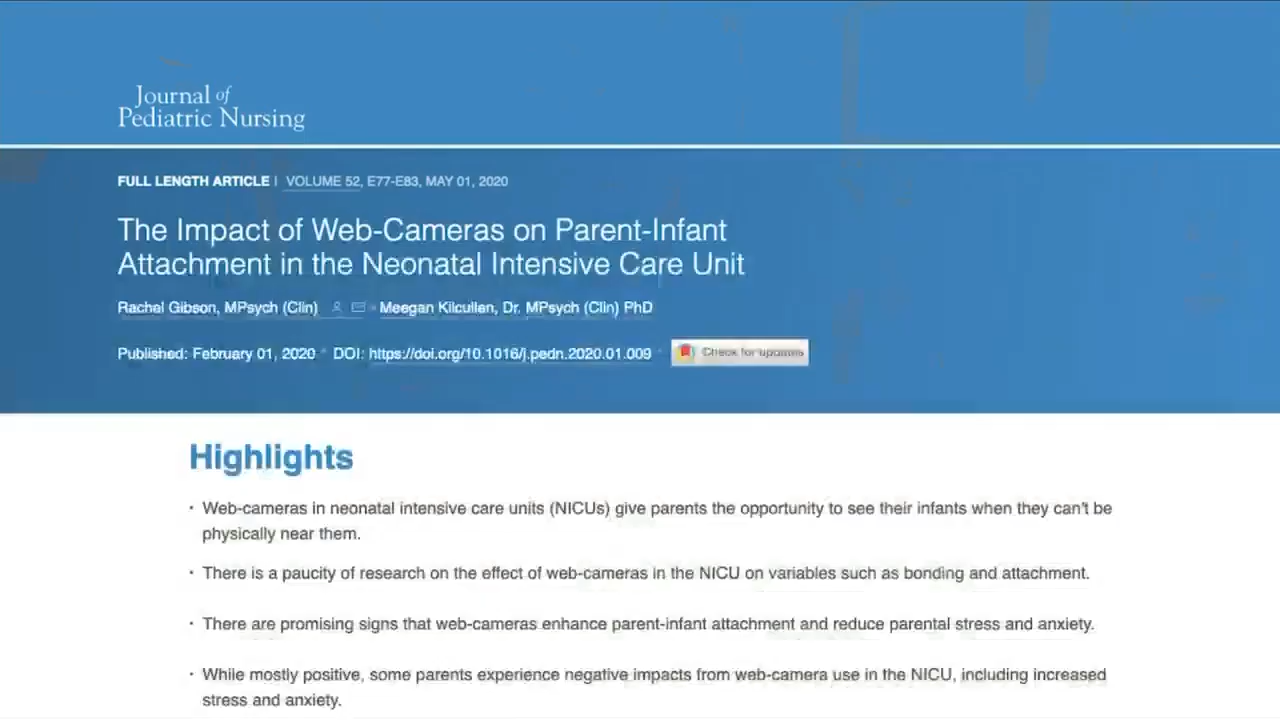 Journal of
Pediatric Nursing
FULL LENGTH ARTICLE | VOLUME 52, E77-E83, MAY 01, 2020
The Impact of Web-Cameras on Parent-Infant
Attachment in the Neonatal Intensive Care Unit
Rachel Gibson, MPsych (Clin) • Meegan Kilcullen, Dr. MPsych (Clin) PhD
Published: February 01, 2020 • DOI: https://doi.org/10.1016/j.pedn.2020.01.009 • Check for updates
Highlights
• Web-cameras in neonatal intensive care units (NICUs) give parents the opportunity to see their infants when they can't be
physically near them.
• There is a paucity of research on the effect of web-cameras in the NICU on variables such as bonding and attachment.
• There are promising signs that web-cameras enhance parent-infant attachment and reduce parental stress and anxiety.
• While mostly positive, some parents experience negative impacts from web-camera use in the NICU, including increased
stress and anxiety.